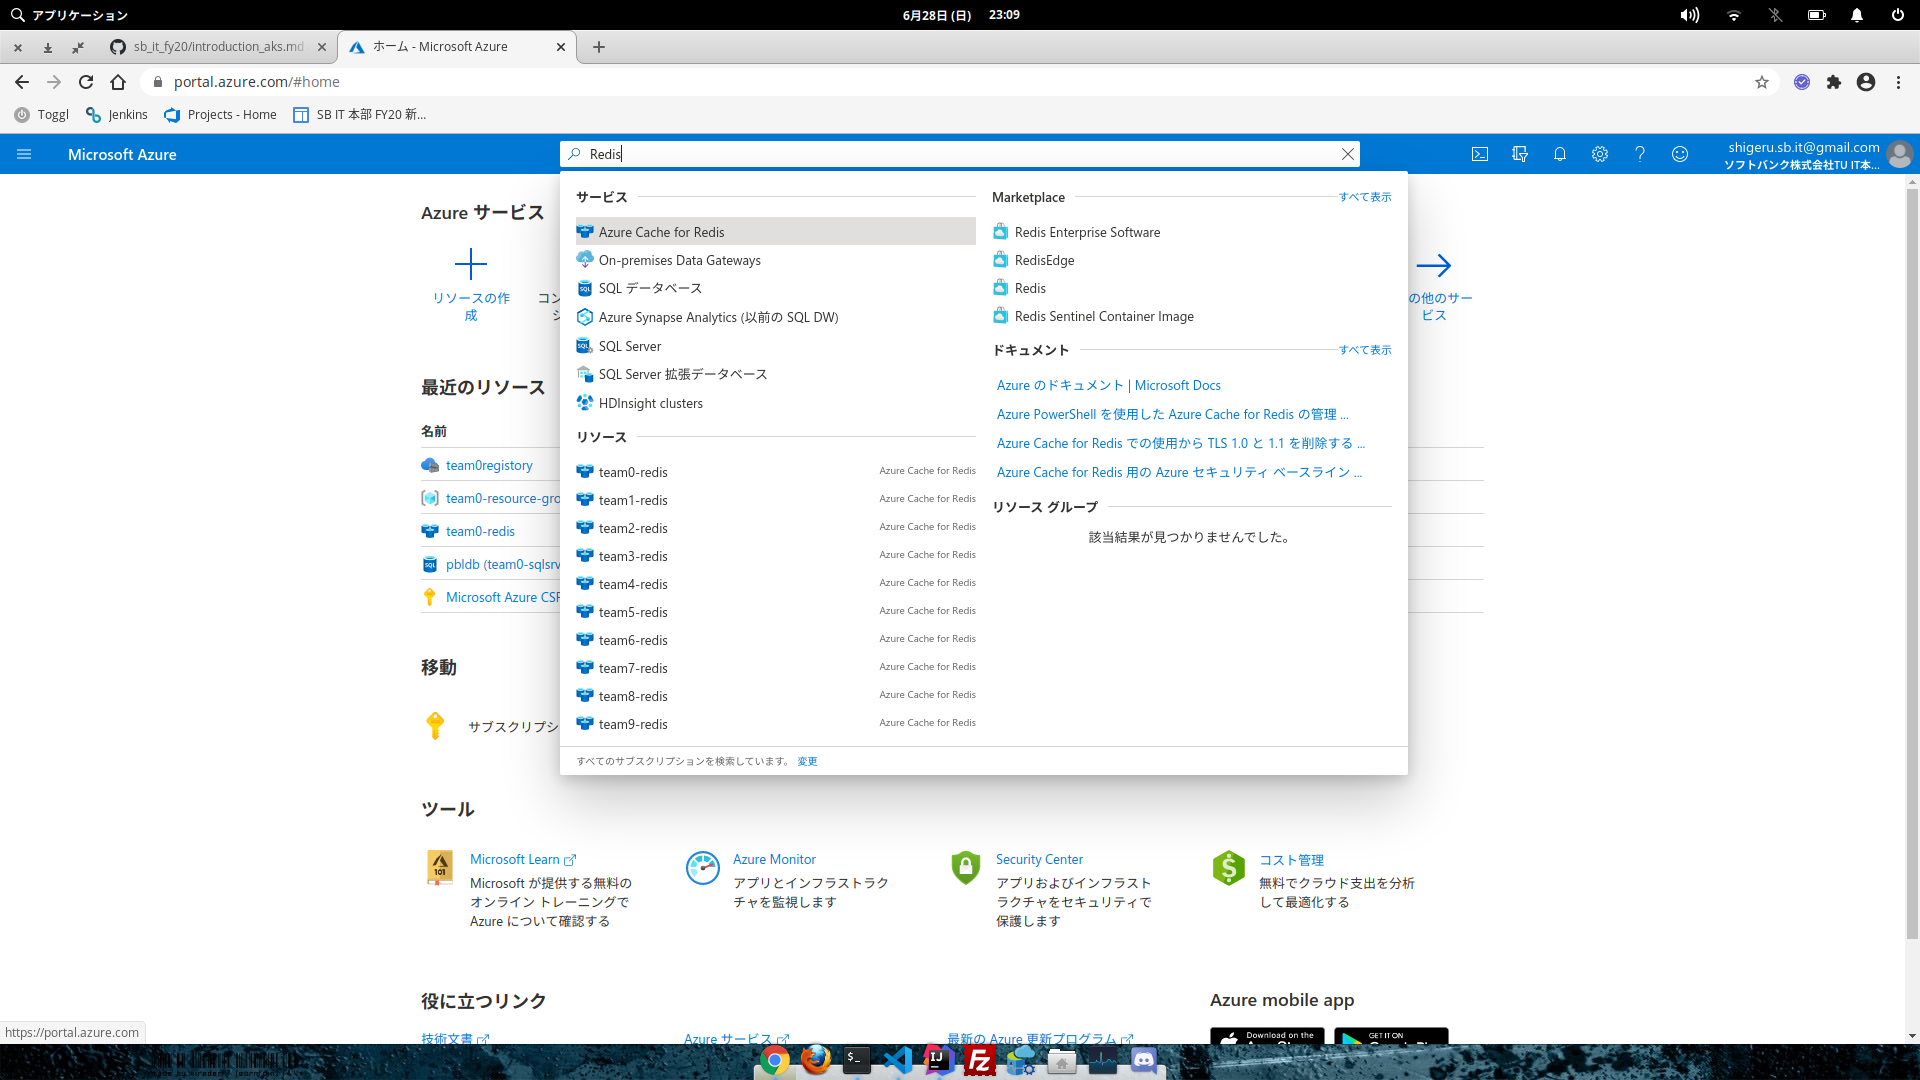 アプリケーション
6月28日 (日) 23:09
sb_it_fy20/introduction_aks.md
ホーム - Microsoft Azure
portal.azure.com/#home
Toggl
Jenkins
Projects - Home
SB IT 本部 FY20 新...
Microsoft Azure
Redis
shigeru.sb.it@gmail.com
ソフトバンク株式会社TU IT本...
Azure サービス
リソースの作
成
コン
シ
の他のサー
ビス
最近のリソース
名前
team0registory
team0-resource-gro
team0-redis
pbldb (team0-sqlsrv
Microsoft Azure CSP
移動
サブスクリプシ
サービス
Azure Cache for Redis
On-premises Data Gateways
SQL データベース
Azure Synapse Analytics (以前の SQL DW)
SQL Server
SQL Server 拡張データベース
HDInsight clusters
リソース
team0-redis Azure Cache for Redis
team1-redis Azure Cache for Redis
team2-redis Azure Cache for Redis
team3-redis Azure Cache for Redis
team4-redis Azure Cache for Redis
team5-redis Azure Cache for Redis
team6-redis Azure Cache for Redis
team7-redis Azure Cache for Redis
team8-redis Azure Cache for Redis
team9-redis Azure Cache for Redis
Marketplace すべて表示
Redis Enterprise Software
RedisEdge
Redis
Redis Sentinel Container Image
ドキュメント すべて表示
Azure のドキュメント | Microsoft Docs
Azure PowerShell を使用した Azure Cache for Redis の管理 ...
Azure Cache for Redis での使用から TLS 1.0 と 1.1 を削除する ...
Azure Cache for Redis 用の Azure セキュリティ ベースライン ...
リソース グループ
該当結果が見つかりませんでした。
すべてのサブスクリプションを検索しています。 変更
ツール
Microsoft Learn
Microsoft が提供する無料の
オンライン トレーニングで
Azure について確認する
Azure Monitor
アプリとインフラストラク
チャを監視します
Security Center
アプリおよびインフラスト
ラクチャをセキュリティで
保護します
コスト管理
無料でクラウド支出を分析
して最適化する
役に立つリンク
Azure mobile app
技術文書
Azure サービス
最新の Azure 更新プログラム
Download on the
GET IT ON
https://portal.azure.com